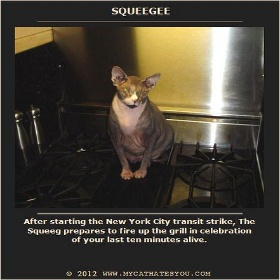 SQUEEGEE
After starting the New York City transit strike, The
Squeeg prepares to fire up the grill in celebration
of your last ten minutes alive.
© 2012 WWW.MYCATHATESYOU.COM